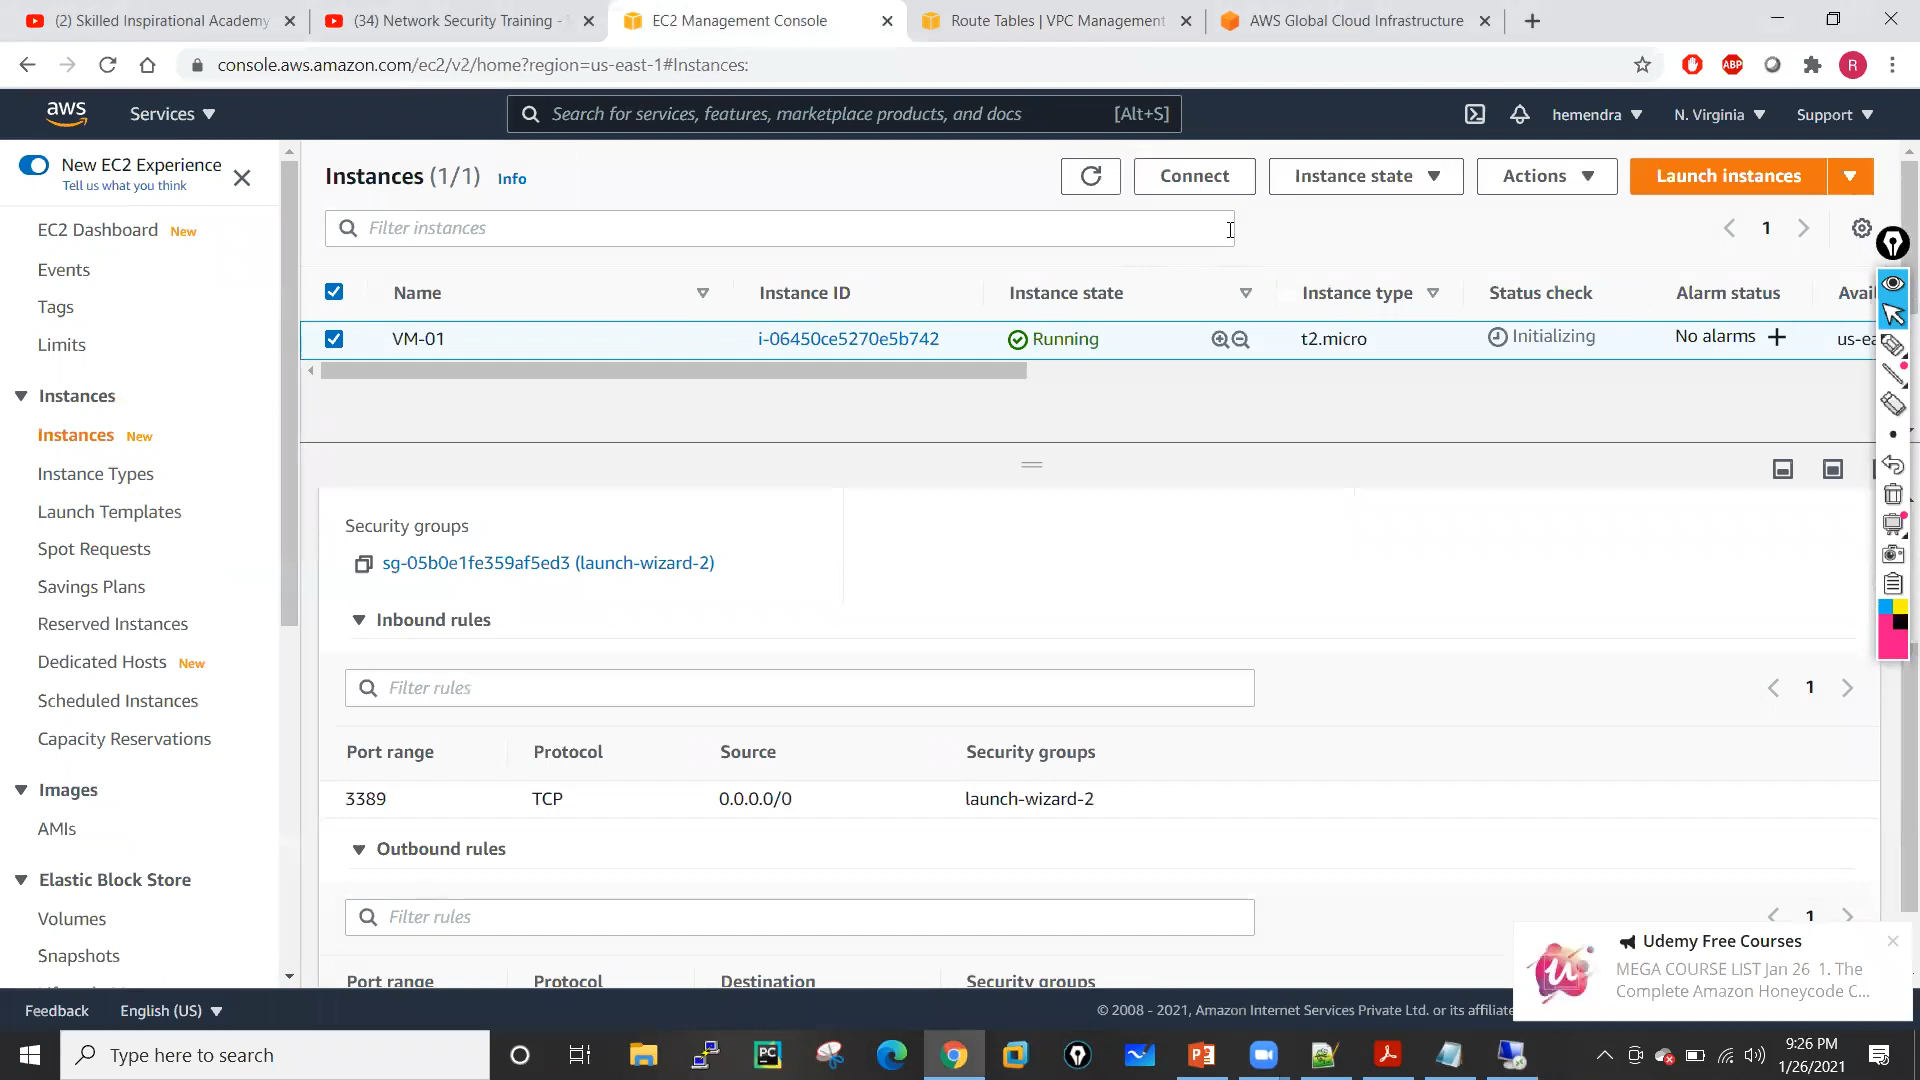 (2) Skilled Inspirational Academy
(34) Network Security Training -
EC2 Management Console
Route Tables | VPC Management
AWS Global Cloud Infrastructure
console.aws.amazon.com/ec2/v2/home?region=us-east-1#Instances:
ABP
R
aws
Services
Search for services, features, marketplace products, and docs
[Alt+S]
hemendra
N. Virginia
Support
New EC2 Experience
Tell us what you think
EC2 Dashboard New
Events
Tags
Limits
Instances
Instances New
Instance Types
Launch Templates
Spot Requests
Savings Plans
Reserved Instances
Dedicated Hosts New
Scheduled Instances
Capacity Reservations
Images
AMIs
Elastic Block Store
Volumes
Snapshots
Instances (1/1) Info
Connect
Instance state
Actions
Launch instances
Filter instances
1
Name Instance ID Instance state Instance type Status check Alarm status Avai
VM-01 i-06450ce5270e5b742 Running t2.micro Initializing No alarms + us-ea
Security groups
sg-05b0e1fe359af5ed3 (launch-wizard-2)
Inbound rules
Filter rules
1
Port range Protocol Source Security groups
3389 TCP 0.0.0.0/0 launch-wizard-2
Outbound rules
Filter rules
1
Port range Protocol Destination Security groups
Udemy Free Courses
MEGA COURSE LIST Jan 26 1. The
Complete Amazon Honeycode C...
Feedback
English (US)
© 2008 - 2021, Amazon Internet Services Private Ltd. or its affiliate
Type here to search
PC
9:26 PM
1/26/2021